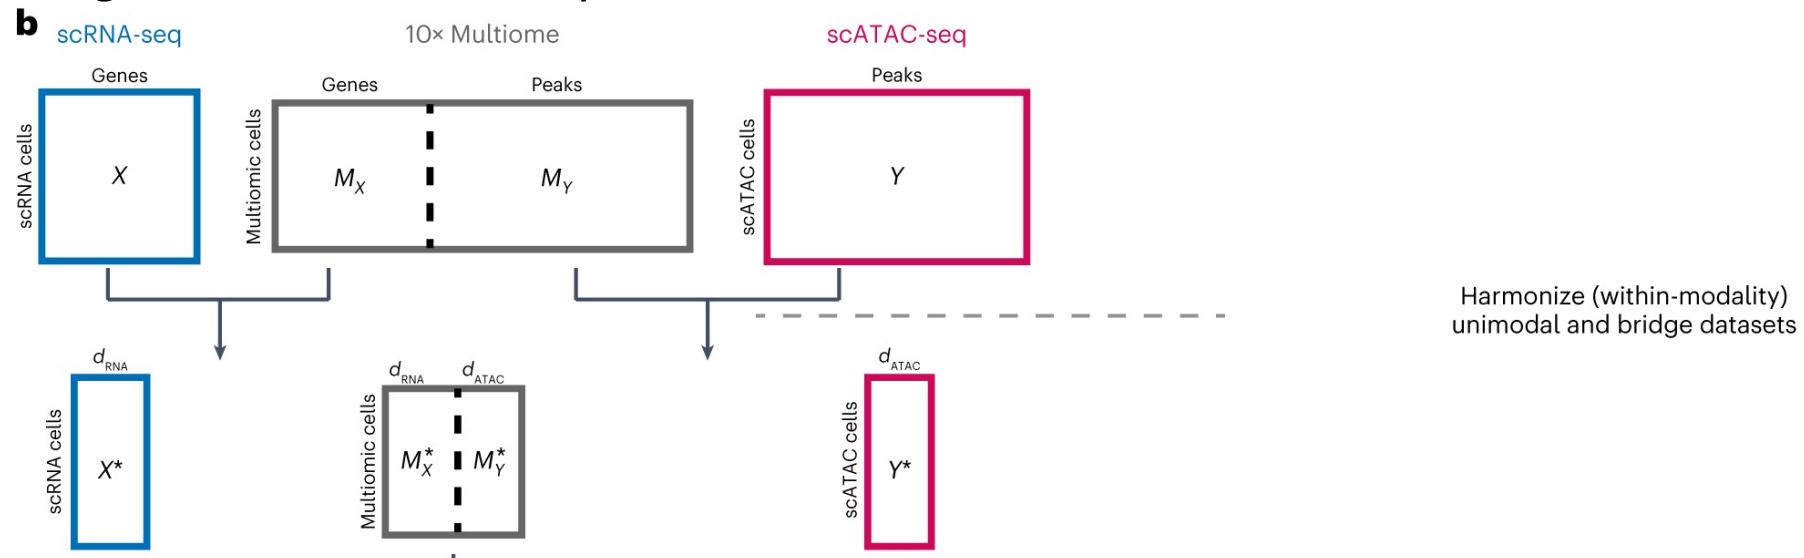 b
scRNA-seq
10× Multiome
scATAC-seq
Genes
Genes
Peaks
Peaks
scRNA cells
X
Multiomic cells
M_X
M_Y
scATAC cells
Y
Harmonize (within-modality)
unimodal and bridge datasets
d_RNA
d_RNA
d_ATAC
d_ATAC
scRNA cells
X*
Multiomic cells
M*_X
M*_Y
scATAC cells
Y*